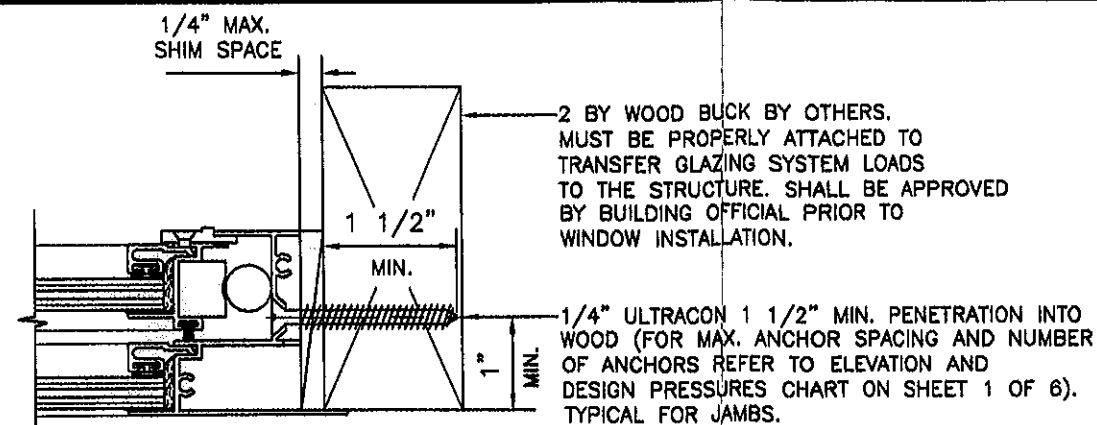 1/4" MAX.
SHIM SPACE
2 BY WOOD BUCK BY OTHERS.
MUST BE PROPERLY ATTACHED TO
TRANSFER GLAZING SYSTEM LOADS
TO THE STRUCTURE. SHALL BE APPROVED
BY BUILDING OFFICIAL PRIOR TO
WINDOW INSTALLATION.
1 1/2"
MIN.
1/4" ULTRACON 1 1/2" MIN. PENETRATION INTO
WOOD (FOR MAX. ANCHOR SPACING AND NUMBER
OF ANCHORS REFER TO ELEVATION AND
DESIGN PRESSURES CHART ON SHEET 1 OF 6).
TYPICAL FOR JAMBS.
1"
MIN.